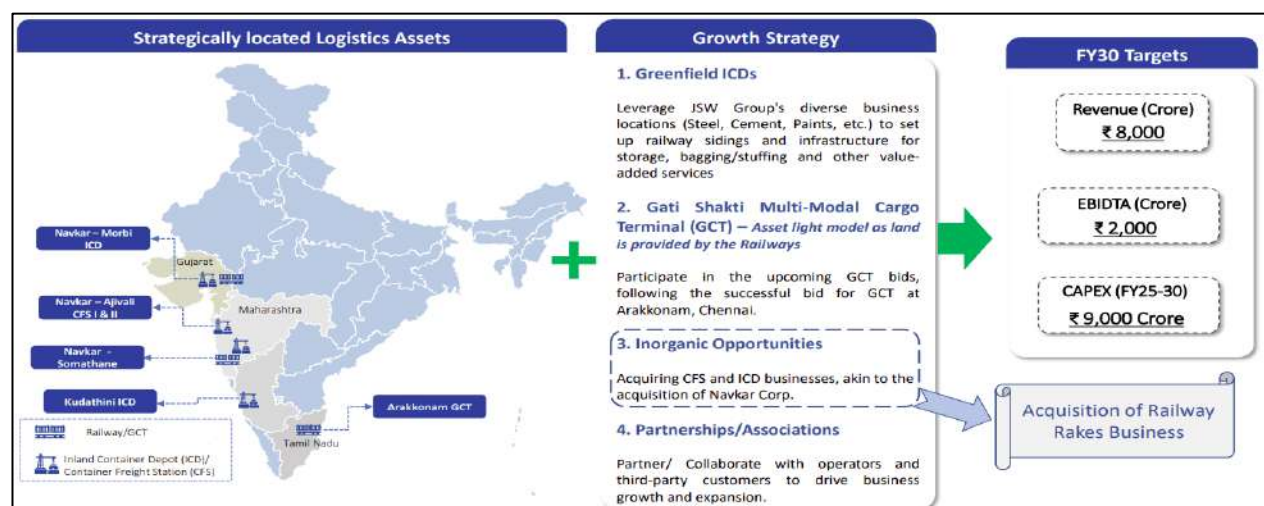 Strategically located Logistics Assets
Navkar – Morbi
ICD
Gujarat
Navkar – Ajivali
CFS I & II
Maharashtra
Navkar -
Somathane
Kudathini ICD
Arakkonam GCT
Tamil Nadu
Railway/GCT
Inland Container Depot (ICD)/
Container Freight Station (CFS)
Growth Strategy
1. Greenfield ICDs
Leverage JSW Group's diverse business
locations (Steel, Cement, Paints, etc.) to set
up railway sidings and infrastructure for
storage, bagging/stuffing and other value-
added services
2. Gati Shakti Multi-Modal Cargo
Terminal (GCT) – Asset light model as land
is provided by the Railways
Participate in the upcoming GCT bids,
following the successful bid for GCT at
Arakkonam, Chennai.
3. Inorganic Opportunities
Acquiring CFS and ICD businesses, akin to the
acquisition of Navkar Corp.
4. Partnerships/Associations
Partner/ Collaborate with operators and
third-party customers to drive business
growth and expansion.
FY30 Targets
Revenue (Crore)
₹ 8,000
EBIDTA (Crore)
₹ 2,000
CAPEX (FY25-30)
₹ 9,000 Crore
Acquisition of Railway
Rakes Business